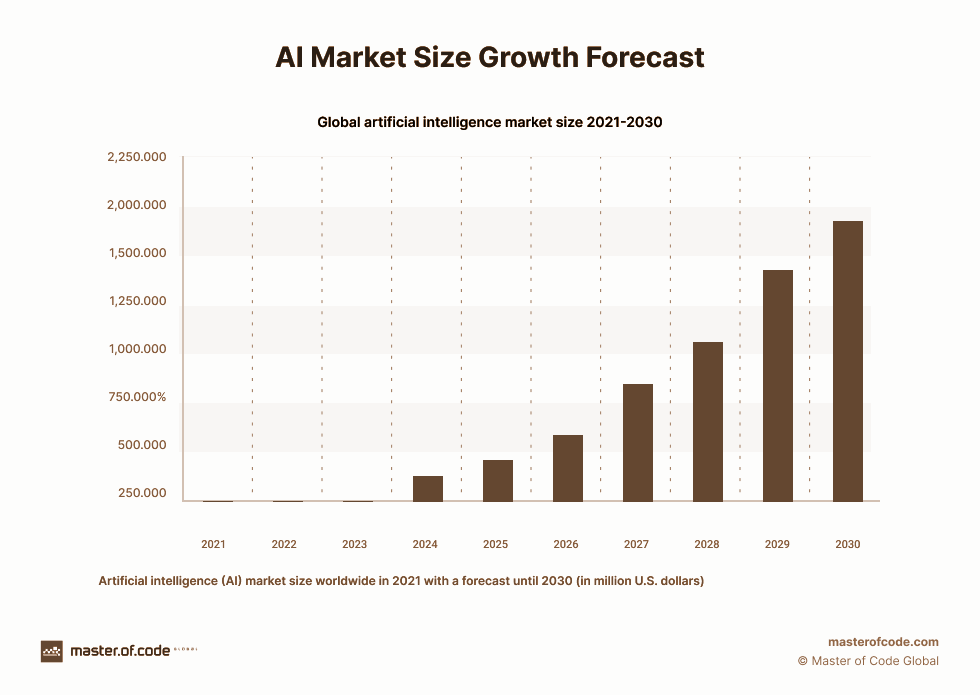 AI Market Size Growth Forecast
Global artificial intelligence market size 2021-2030
2,250.000
2,000.000
1,500.000
1,250.000
1,000.000
750.000%
500.000
250.000
2021 2022 2023 2024 2025 2026 2027 2028 2029 2030
Artificial intelligence (AI) market size worldwide in 2021 with a forecast until 2030 (in million U.S. dollars)
master.of.code GLOBAL
masterofcode.com
© Master of Code Global